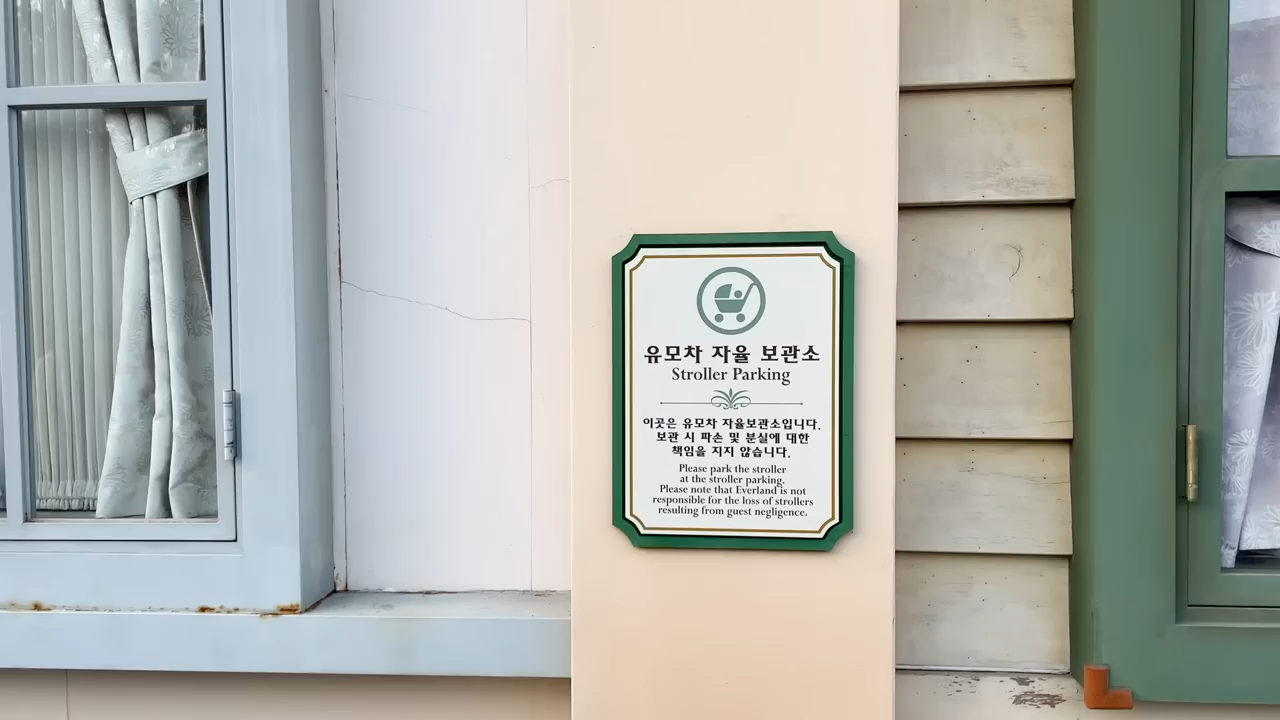 유모차 자율 보관소
Stroller Parking
이곳은 유모차 자율보관소입니다.
보관 시 파손 및 분실에 대한
책임을 지지 않습니다.
Please park the stroller
at the stroller parking.
Please note that Everland is not
responsible for the loss of strollers
resulting from guest negligence.